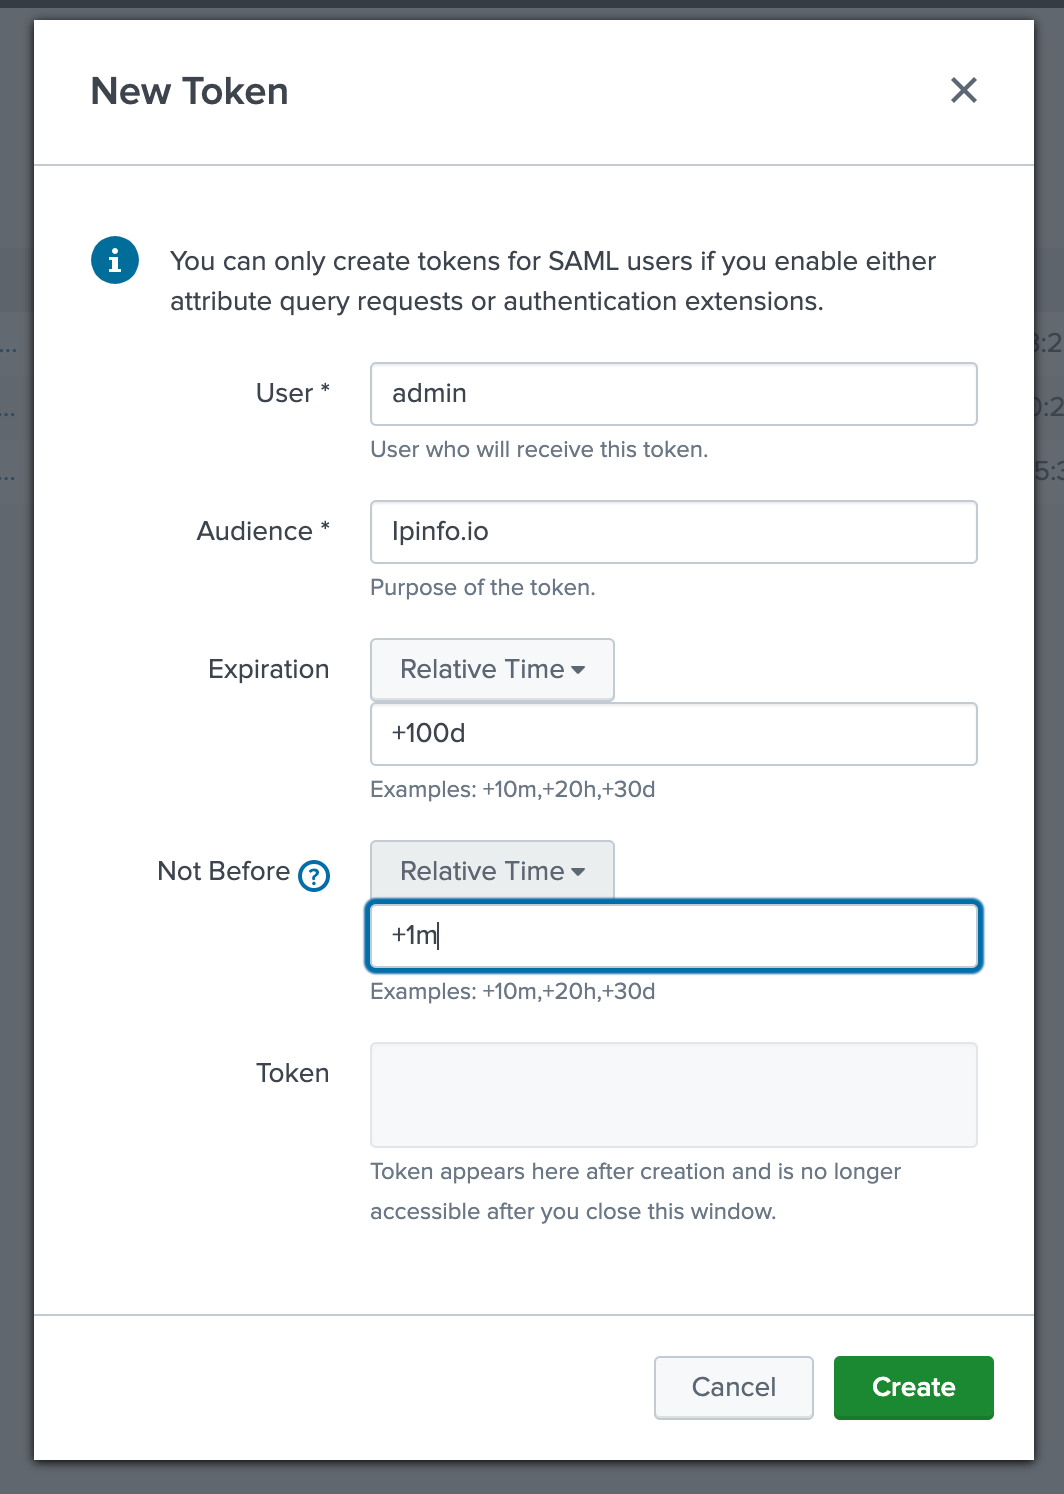 New Token
You can only create tokens for SAML users if you enable either
attribute query requests or authentication extensions.
User *
admin
User who will receive this token.
Audience *
Ipinfo.io
Purpose of the token.
Expiration
Relative Time
+100d
Examples: +10m,+20h,+30d
Not Before ?
Relative Time
+1m
Examples: +10m,+20h,+30d
Token
Token appears here after creation and is no longer
accessible after you close this window.
Cancel
Create